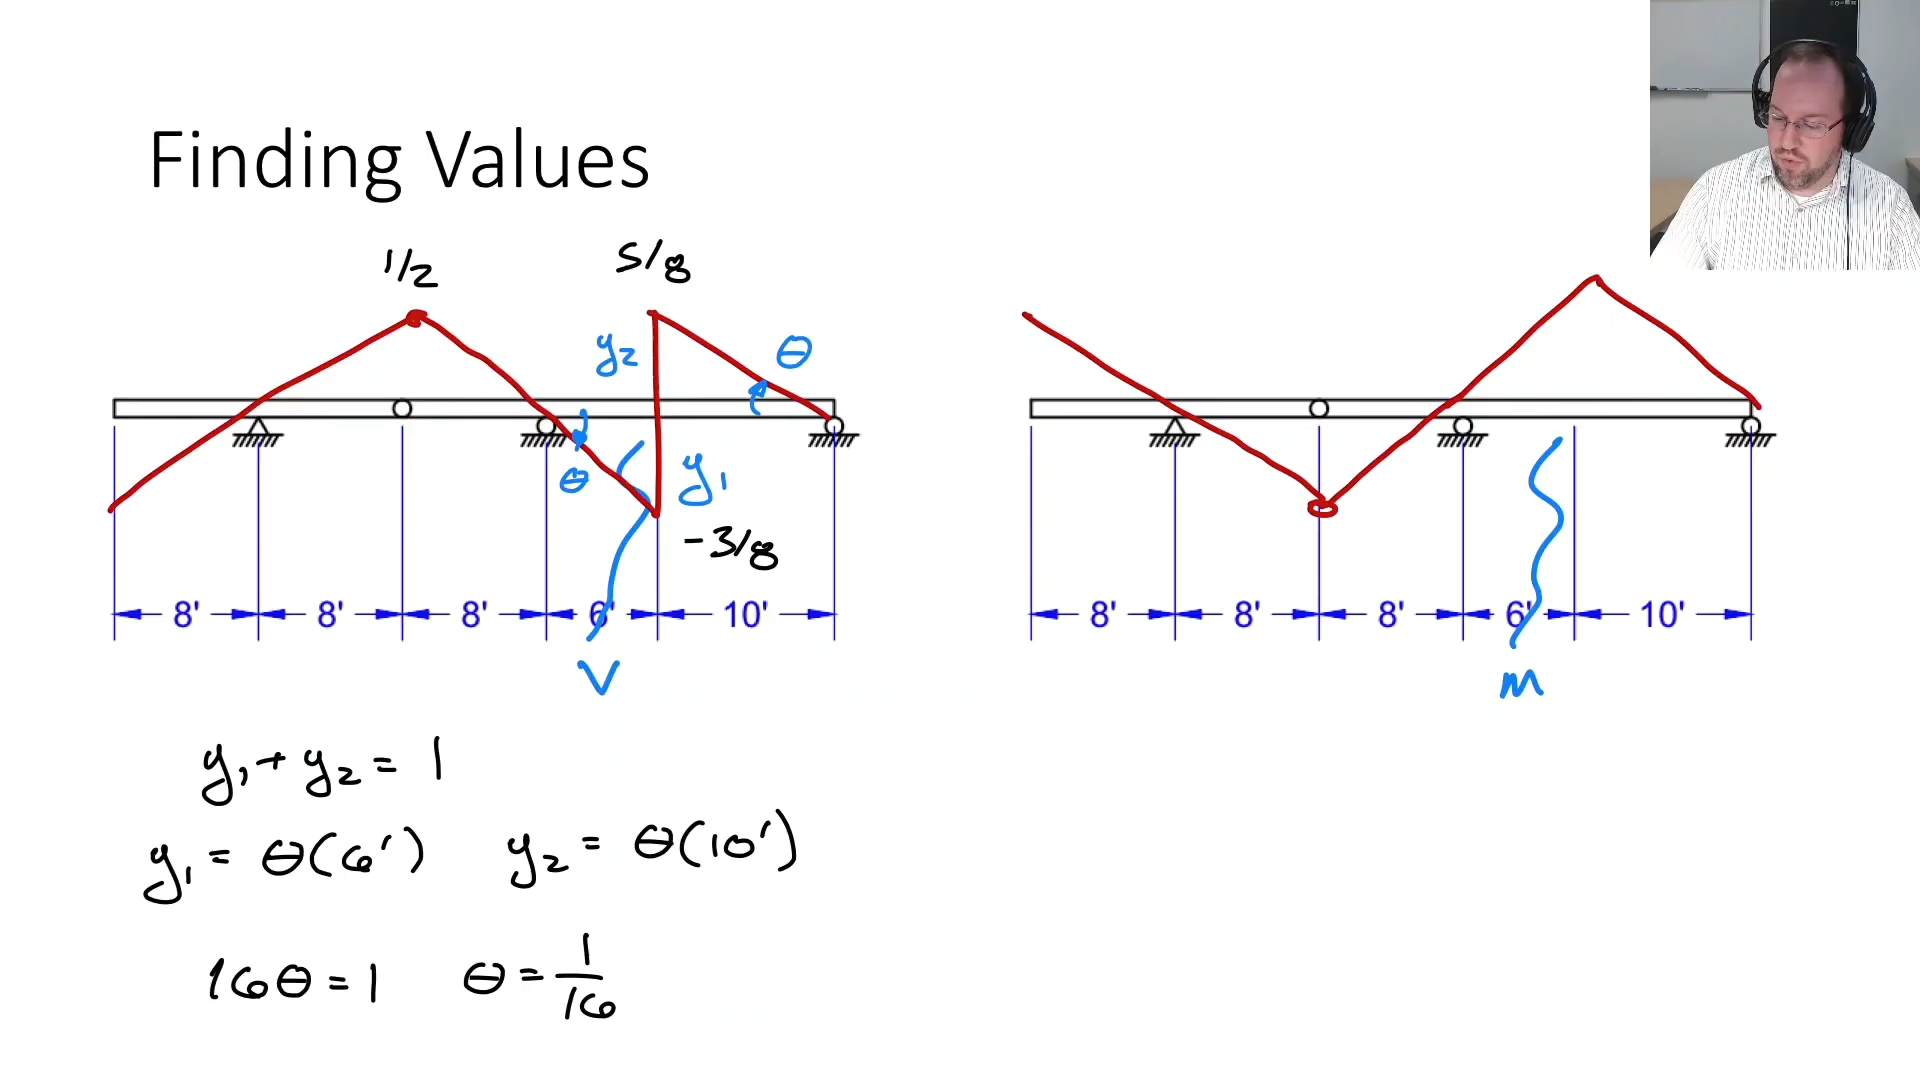 Finding Values
1/2 5/8
y2 θ
θ y1
-3/8
8' 8' 8' 6' 10' 8' 8' 8' 6' 10'
V M
y1 + y2 = 1
y1 = θ(6') y2 = θ(10')
16θ = 1 θ = 1/16